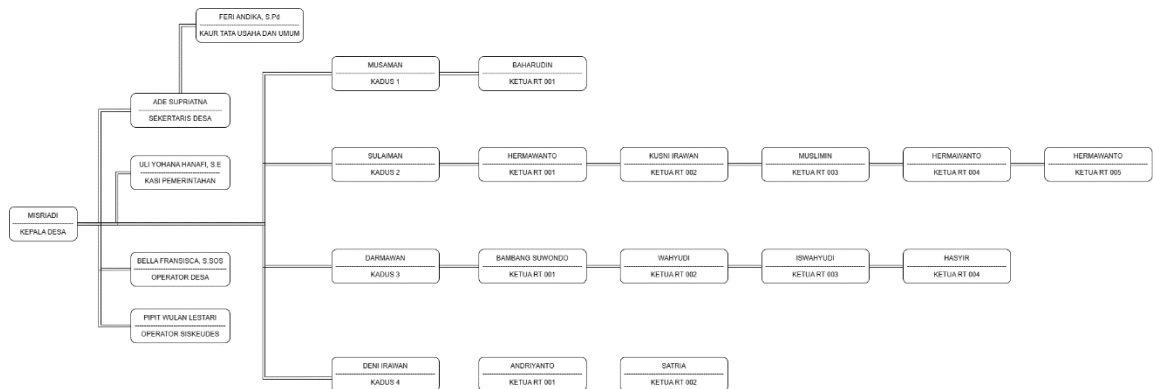 FERI ANDIKA, S.Pd
KAUR TATA USAHA DAN UMUM
MUSAMAN
KADUS 1
BAHARUDIN
KETUA RT 001
ADE SUPRIATNA
SEKERTARIS DESA
ULI YOHANA HANAFI, S.E
KASI PEMERINTAHAN
SULAIMAN
KADUS 2
HERMAWANTO
KETUA RT 001
KUSNI IRAWAN
KETUA RT 002
MUSLIMIN
KETUA RT 003
HERMAWANTO
KETUA RT 004
HERMAWANTO
KETUA RT 005
MISRIADI
KEPALA DESA
BELLA FRANSISCA, S.SOS
OPERATOR DESA
DARMAWAN
KADUS 3
BAMBANG SUWONDO
KETUA RT 001
WAHYUDI
KETUA RT 002
ISWAHYUDI
KETUA RT 003
HASYIR
KETUA RT 004
PIPIT WULAN LESTARI
OPERATOR SISKEUDES
DENI IRAWAN
KADUS 4
ANDRIYANTO
KETUA RT 001
SATRIA
KETUA RT 002